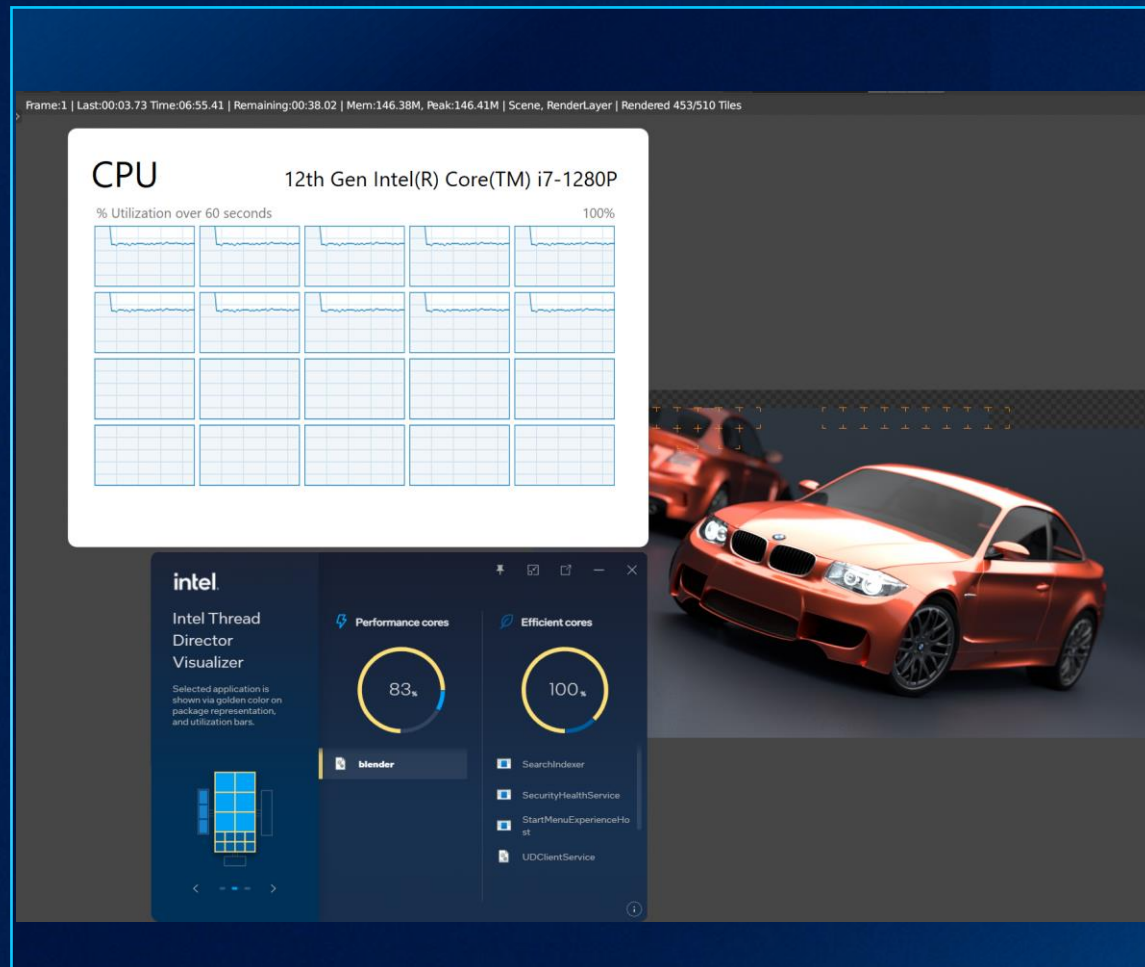 Frame:1 | Last:00:03.73 Time:06:55.41 | Remaining:00:38.02 | Mem:146.38M, Peak:146.41M | Scene, RenderLayer | Rendered 453/510 Tiles
CPU
12th Gen Intel(R) Core(TM) i7-1280P
% Utilization over 60 seconds
100%
intel.
Intel Thread
Director
Visualizer
Selected application is
shown via golden color on
package representation,
and utilization bars.
Performance cores
83%
blender
Efficient cores
100%
SearchIndexer
SecurityHealthService
StartMenuExperienceHo
st
UDClientService